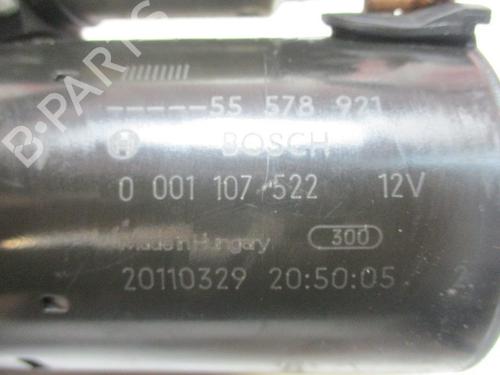 -----55 578 921
BOSCH
0 001 107 522 12V
Made in Hungary 300
20110329 20:50:05 2
B-PARTS